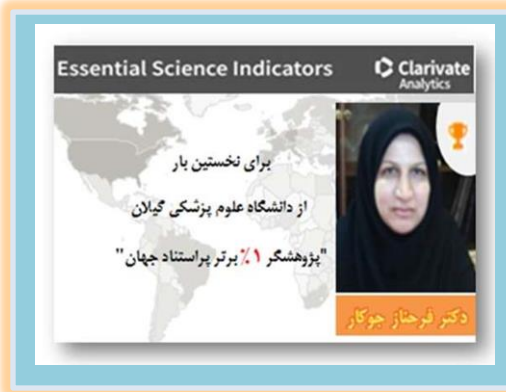 Essential Science Indicators
Clarivate
Analytics
برای نخستین بار
از دانشگاه علوم پزشکی گیلان
"پژوهشگر ۱٪ برتر پراستناد جهان"
دکتر فرحناز جوکار